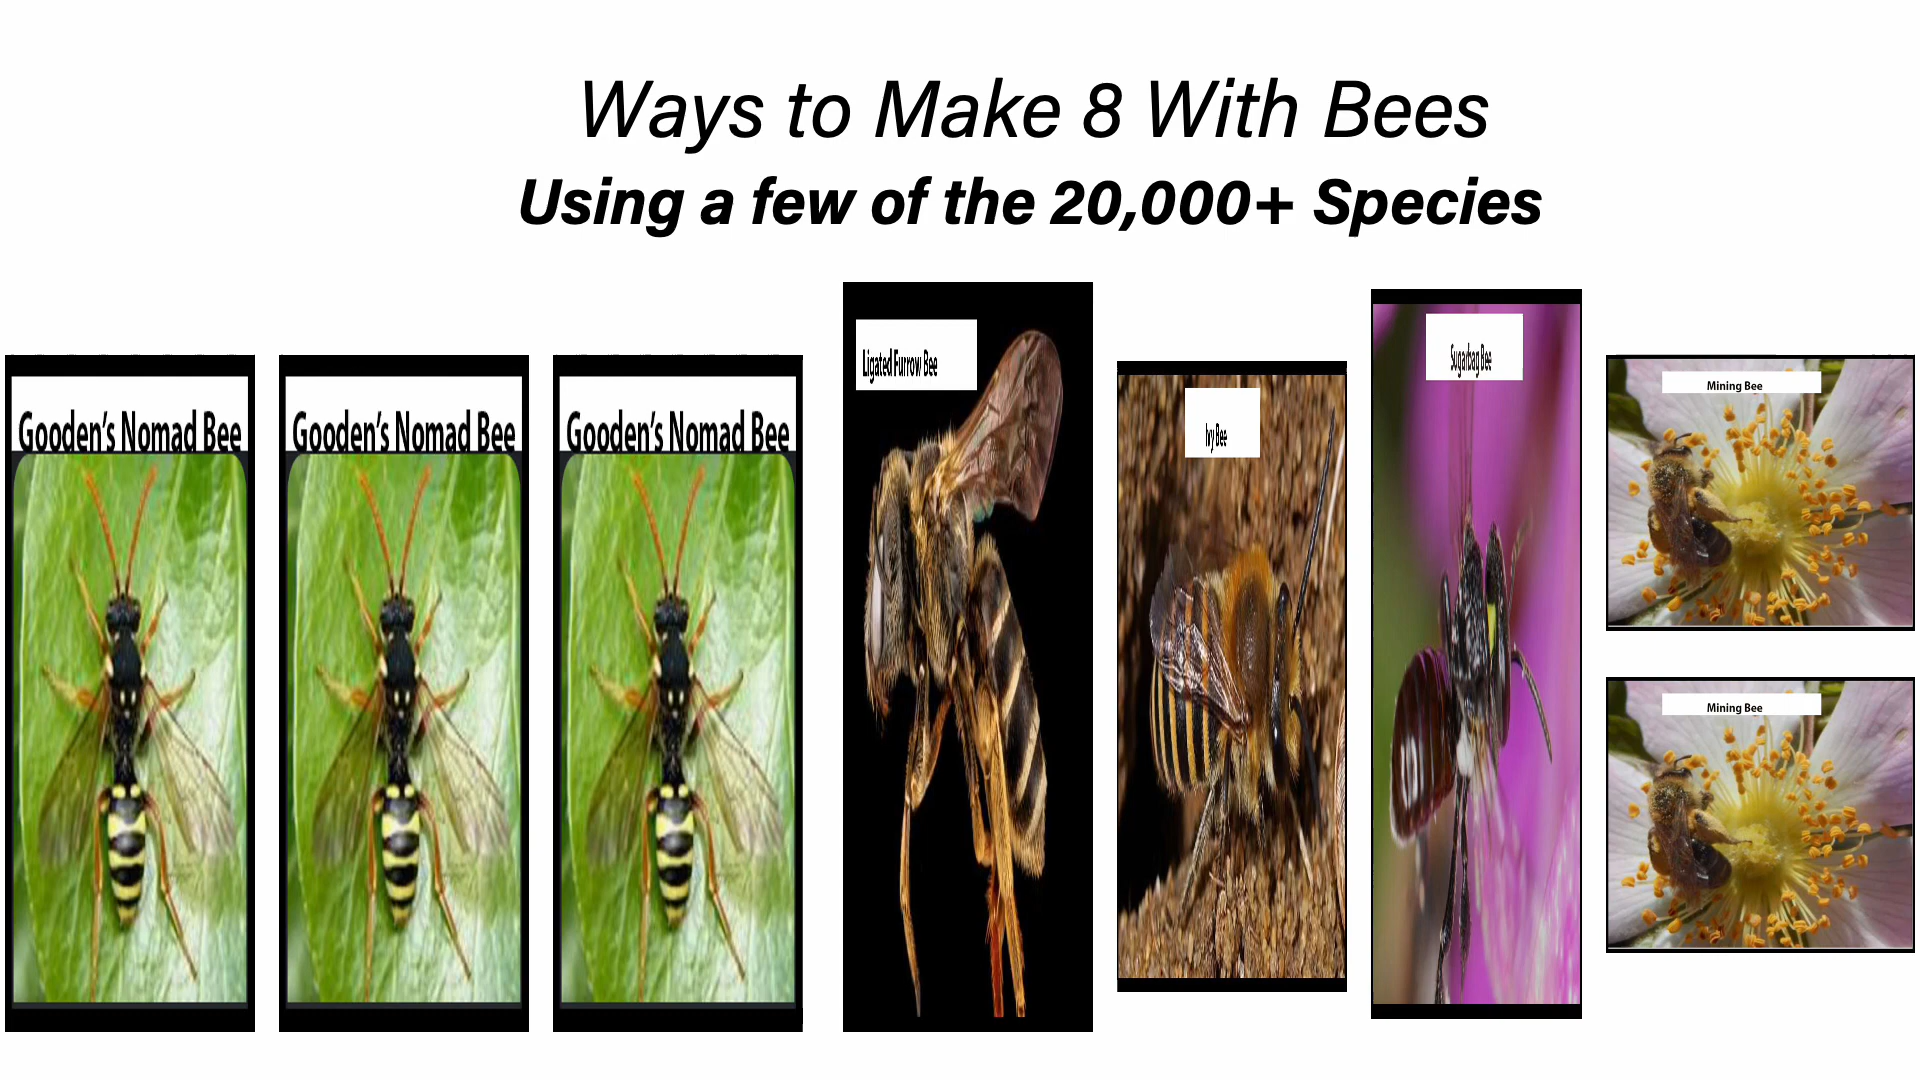 Ways to Make 8 With Bees
Using a few of the 20,000+ Species
Gooden's Nomad Bee
Gooden's Nomad Bee
Gooden's Nomad Bee
Ligated Furrow Bee
Ivy Bee
Sugarbag Bee
Mining Bee
Mining Bee